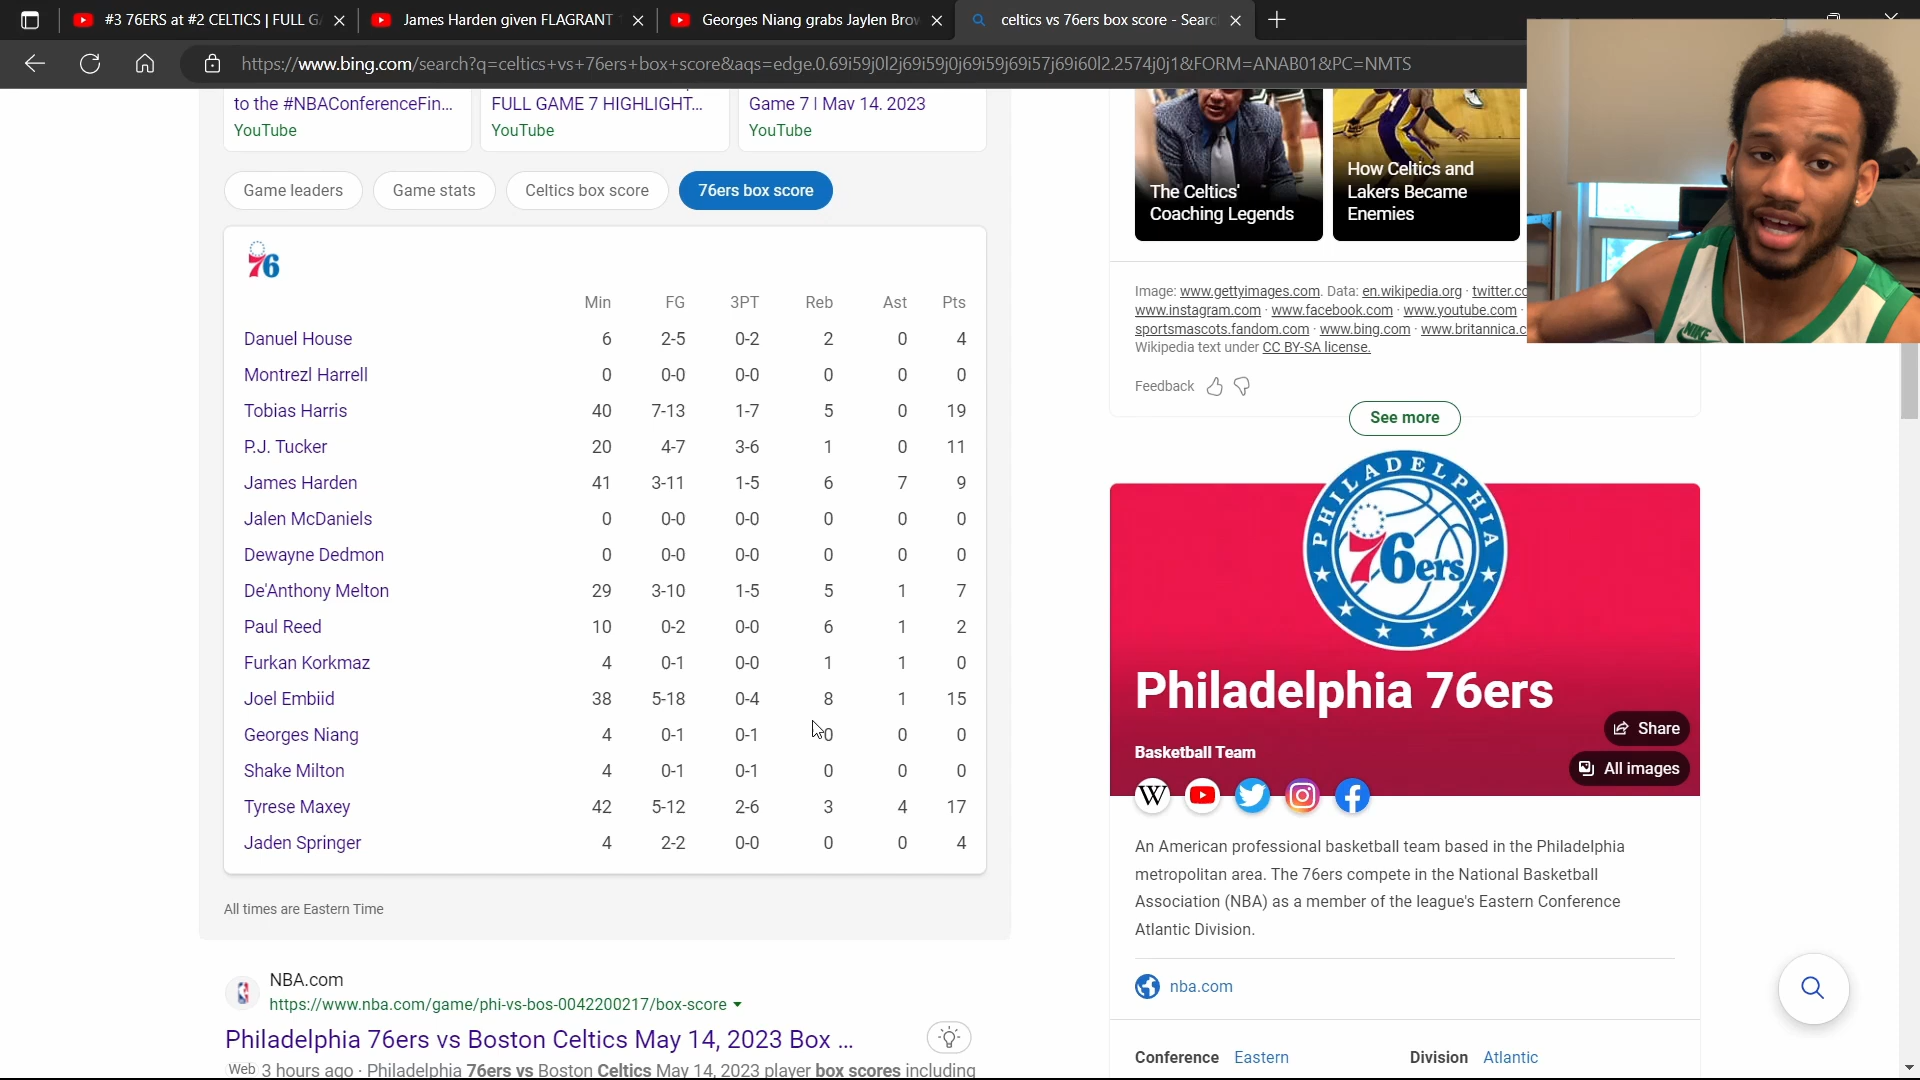 #3 76ERS at #2 CELTICS | FULL G
James Harden given FLAGRANT
Georges Niang grabs Jaylen Brow
celtics vs 76ers box score - Searc
https://www.bing.com/search?q=celtics+vs+76ers+box+score&aqs=edge.0.69i59j0l2j69i59j0j69i59j69i57j69i60l2.2574j0j1&FORM=ANAB01&PC=NMTS
to the #NBAConferenceFin...
YouTube
FULL GAME 7 HIGHLIGHT...
YouTube
Game 7 | May 14. 2023
YouTube
Game leaders
Game stats
Celtics box score
76ers box score
76
Min FG 3PT Reb Ast Pts
Danuel House 6 2-5 0-2 2 0 4
Montrezl Harrell 0 0-0 0-0 0 0 0
Tobias Harris 40 7-13 1-7 5 0 19
P.J. Tucker 20 4-7 3-6 1 0 11
James Harden 41 3-11 1-5 6 7 9
Jalen McDaniels 0 0-0 0-0 0 0 0
Dewayne Dedmon 0 0-0 0-0 0 0 0
De'Anthony Melton 29 3-10 1-5 5 1 7
Paul Reed 10 0-2 0-0 6 1 2
Furkan Korkmaz 4 0-1 0-0 1 1 0
Joel Embiid 38 5-18 0-4 8 1 15
Georges Niang 4 0-1 0-1 0 0 0
Shake Milton 4 0-1 0-1 0 0 0
Tyrese Maxey 42 5-12 2-6 3 4 17
Jaden Springer 4 2-2 0-0 0 0 4
All times are Eastern Time
NBA.com
https://www.nba.com/game/phi-vs-bos-0042200217/box-score
Philadelphia 76ers vs Boston Celtics May 14, 2023 Box ...
Web 3 hours ago · Philadelphia 76ers vs Boston Celtics May 14, 2023 player box scores including
The Celtics'
Coaching Legends
How Celtics and
Lakers Became
Enemies
Image: www.gettyimages.com. Data: en.wikipedia.org · twitter.co
www.instagram.com · www.facebook.com · www.youtube.com ·
sportsmascots.fandom.com · www.bing.com · www.britannica.c
Wikipedia text under CC BY-SA license.
Feedback
See more
PHILADELPHIA
76ers
Philadelphia 76ers
Share
Basketball Team
All images
W
An American professional basketball team based in the Philadelphia
metropolitan area. The 76ers compete in the National Basketball
Association (NBA) as a member of the league's Eastern Conference
Atlantic Division.
nba.com
Conference Eastern
Division Atlantic
NIKE